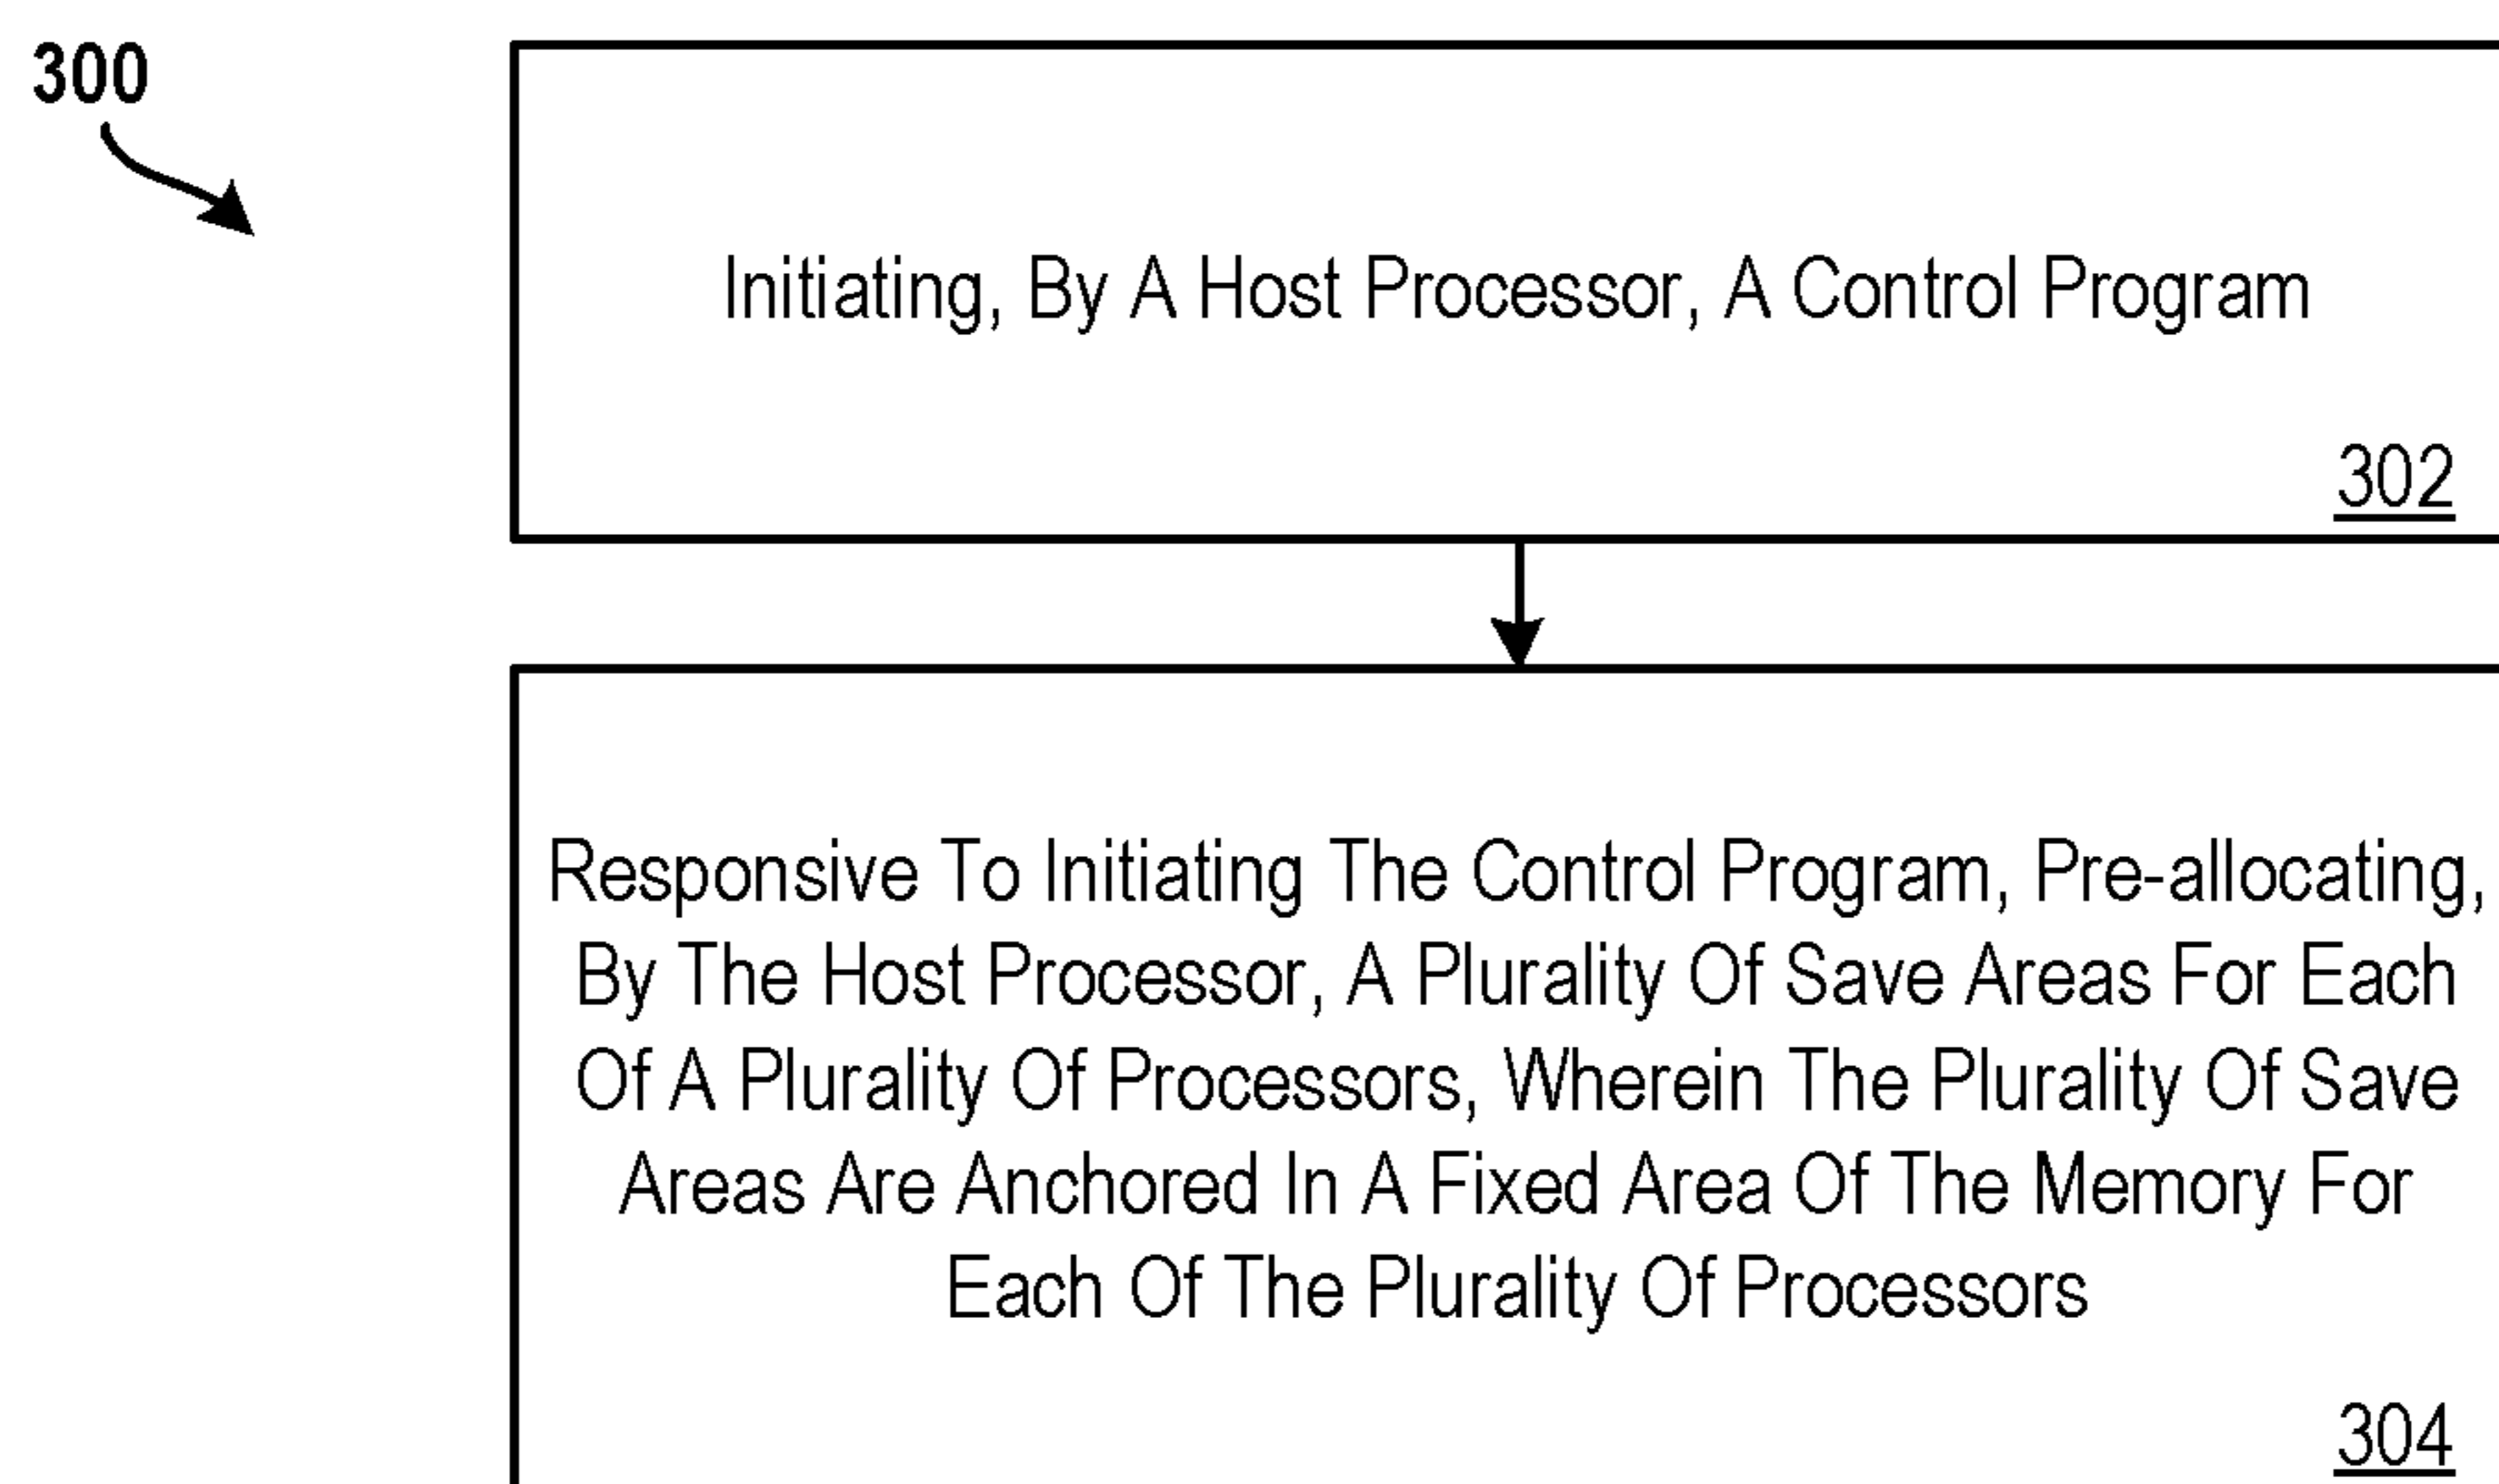 300
Initiating, By A Host Processor, A Control Program
302
Responsive To Initiating The Control Program, Pre-allocating,
By The Host Processor, A Plurality Of Save Areas For Each
Of A Plurality Of Processors, Wherein The Plurality Of Save
Areas Are Anchored In A Fixed Area Of The Memory For
Each Of The Plurality Of Processors
304